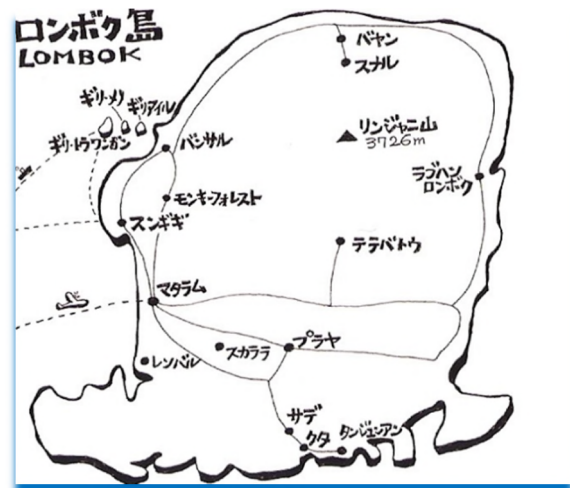 ロンボク島
LOMBOK
バヤン
スナル
ギリ・メノ
ギリアイル
ギリ・トラワンガン
バンサル
リンジャニ山
3726m
ラブハン
ロンボク
モンキーフォレスト
スンギギ
テラバトウ
マタラム
スカララ
プラヤ
レンバル
サデ
クタ
タンジュンアン